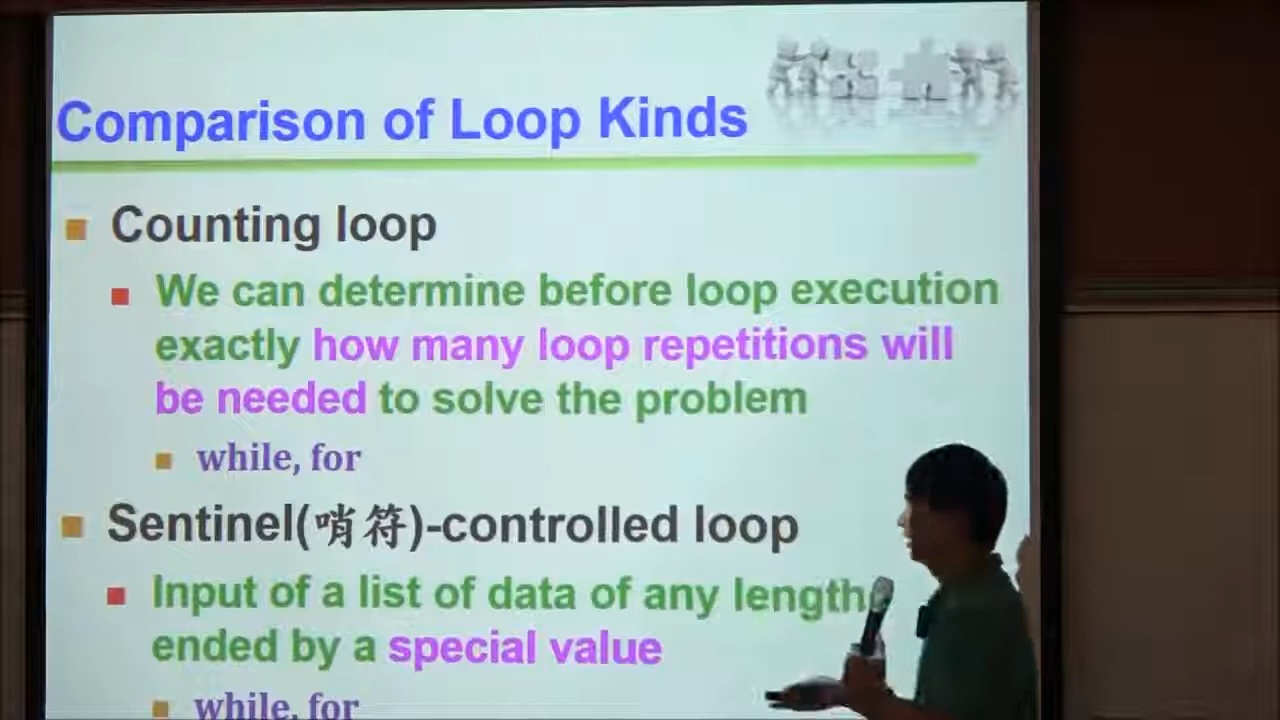 Comparison of Loop Kinds
Counting loop
We can determine before loop execution
exactly how many loop repetitions will
be needed to solve the problem
while, for
Sentinel(哨符)-controlled loop
Input of a list of data of any length
ended by a special value
while, for